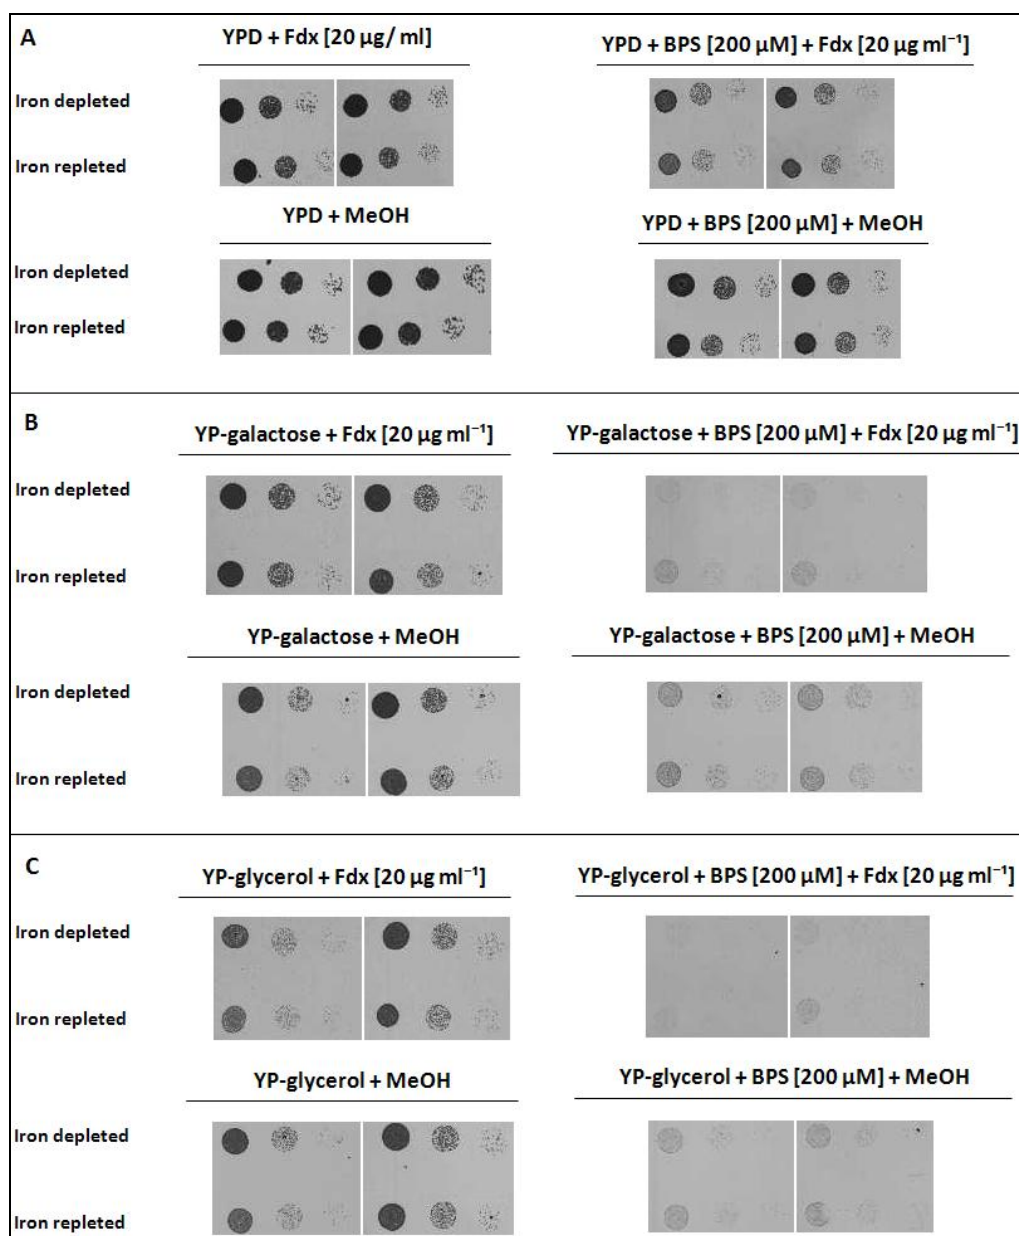 A
YPD + Fdx [20 µg/ ml]
YPD + BPS [200 µM] + Fdx [20 µg ml⁻¹]
Iron depleted
Iron repleted
YPD + MeOH
YPD + BPS [200 µM] + MeOH
Iron depleted
Iron repleted
B
YP-galactose + Fdx [20 µg ml⁻¹]
YP-galactose + BPS [200 µM] + Fdx [20 µg ml⁻¹]
Iron depleted
Iron repleted
YP-galactose + MeOH
YP-galactose + BPS [200 µM] + MeOH
Iron depleted
Iron repleted
C
YP-glycerol + Fdx [20 µg ml⁻¹]
YP-glycerol + BPS [200 µM] + Fdx [20 µg ml⁻¹]
Iron depleted
Iron repleted
YP-glycerol + MeOH
YP-glycerol + BPS [200 µM] + MeOH
Iron depleted
Iron repleted